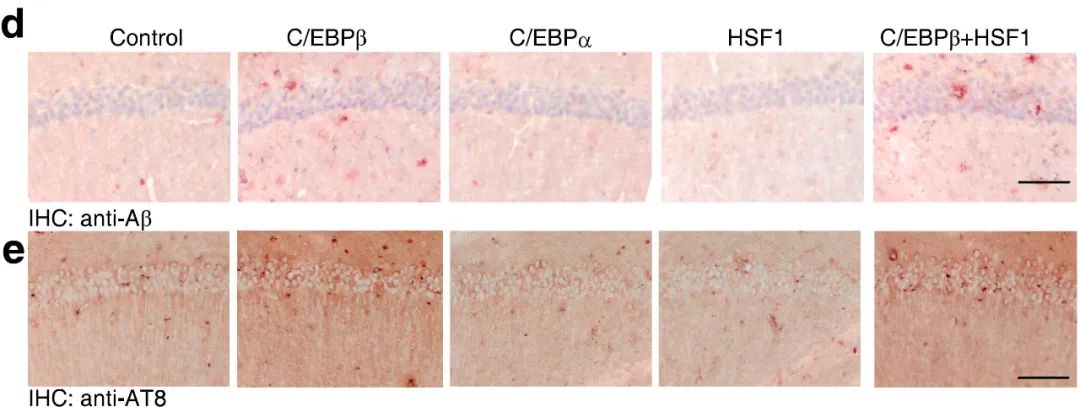 d
Control C/EBPβ C/EBPα HSF1 C/EBPβ+HSF1
IHC: anti-Aβ
e
IHC: anti-AT8